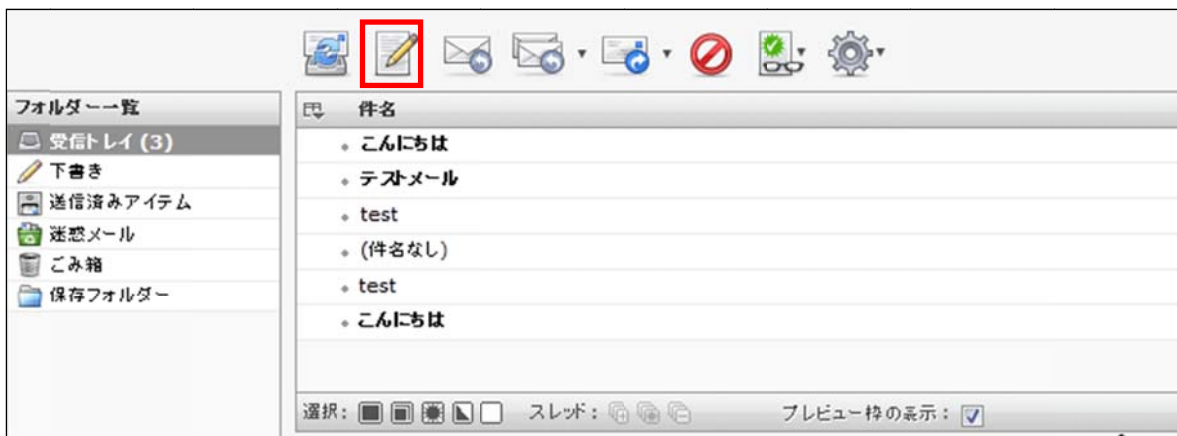 フォルダー一覧
受信トレイ (3)
下書き
送信済みアイテム
迷惑メール
ごみ箱
保存フォルダー
件名
こんにちは
テストメール
test
(件名なし)
test
こんにちは
選択: スレッド: プレビュー枠の表示: